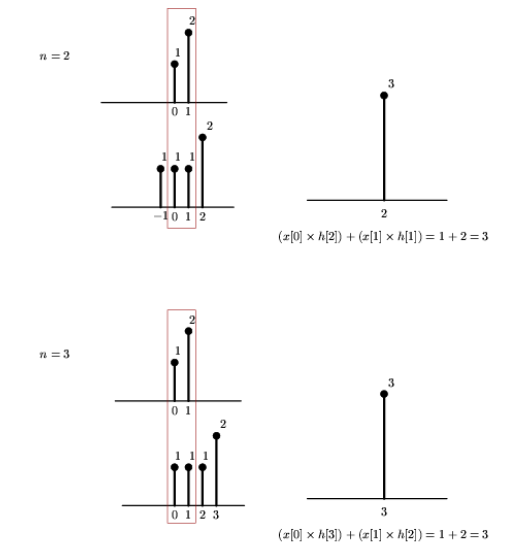 n = 2
1
2
0 1
1 1 1
2
−1 0 1 2
3
2
(x[0] × h[2]) + (x[1] × h[1]) = 1 + 2 = 3
n = 3
1
2
0 1
1 1 1
2
0 1 2 3
3
3
(x[0] × h[3]) + (x[1] × h[2]) = 1 + 2 = 3